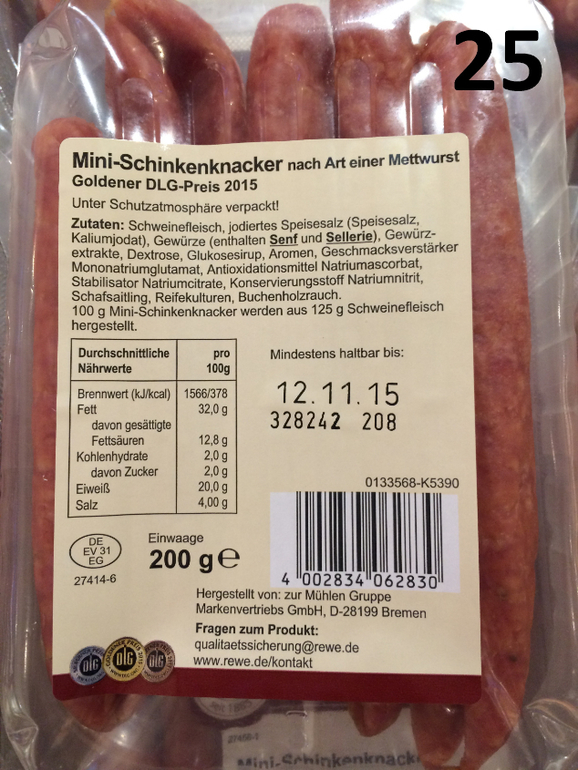 25
Mini-Schinkenknacker nach Art einer Mettwurst
Goldener DLG-Preis 2015
Unter Schutzatmosphäre verpackt!
Zutaten: Schweinefleisch, jodiertes Speisesalz (Speisesalz,
Kaliumjodat), Gewürze (enthalten Senf und Sellerie), Gewürz-
extrakte, Dextrose, Glukosesirup, Aromen, Geschmacksverstärker
Mononatriumglutamat, Antioxidationsmittel Natriumascorbat,
Stabilisator Natriumcitrate, Konservierungsstoff Natriumnitrit,
Schafsaitling, Reifekulturen, Buchenholzrauch.
100 g Mini-Schinkenknacker werden aus 125 g Schweinefleisch
hergestellt.
Durchschnittliche pro
Nährwerte 100g
Brennwert (kJ/kcal) 1566/378
Fett 32,0 g
davon gesättigte
Fettsäuren 12,8 g
Kohlenhydrate 2,0 g
davon Zucker 2,0 g
Eiweiß 20,0 g
Salz 4,00 g
Mindestens haltbar bis:
12.11.15
328242 208
0133568-K5390
4 002834 062830
DE
EV 31
EG
27414-6
Einwaage
200 g e
Hergestellt von: zur Mühlen Gruppe
Markenvertriebs GmbH, D-28199 Bremen
Fragen zum Produkt:
qualitaetssicherung@rewe.de
www.rewe.de/kontakt
DLG DLG DLG
Mini-Schinkenknack